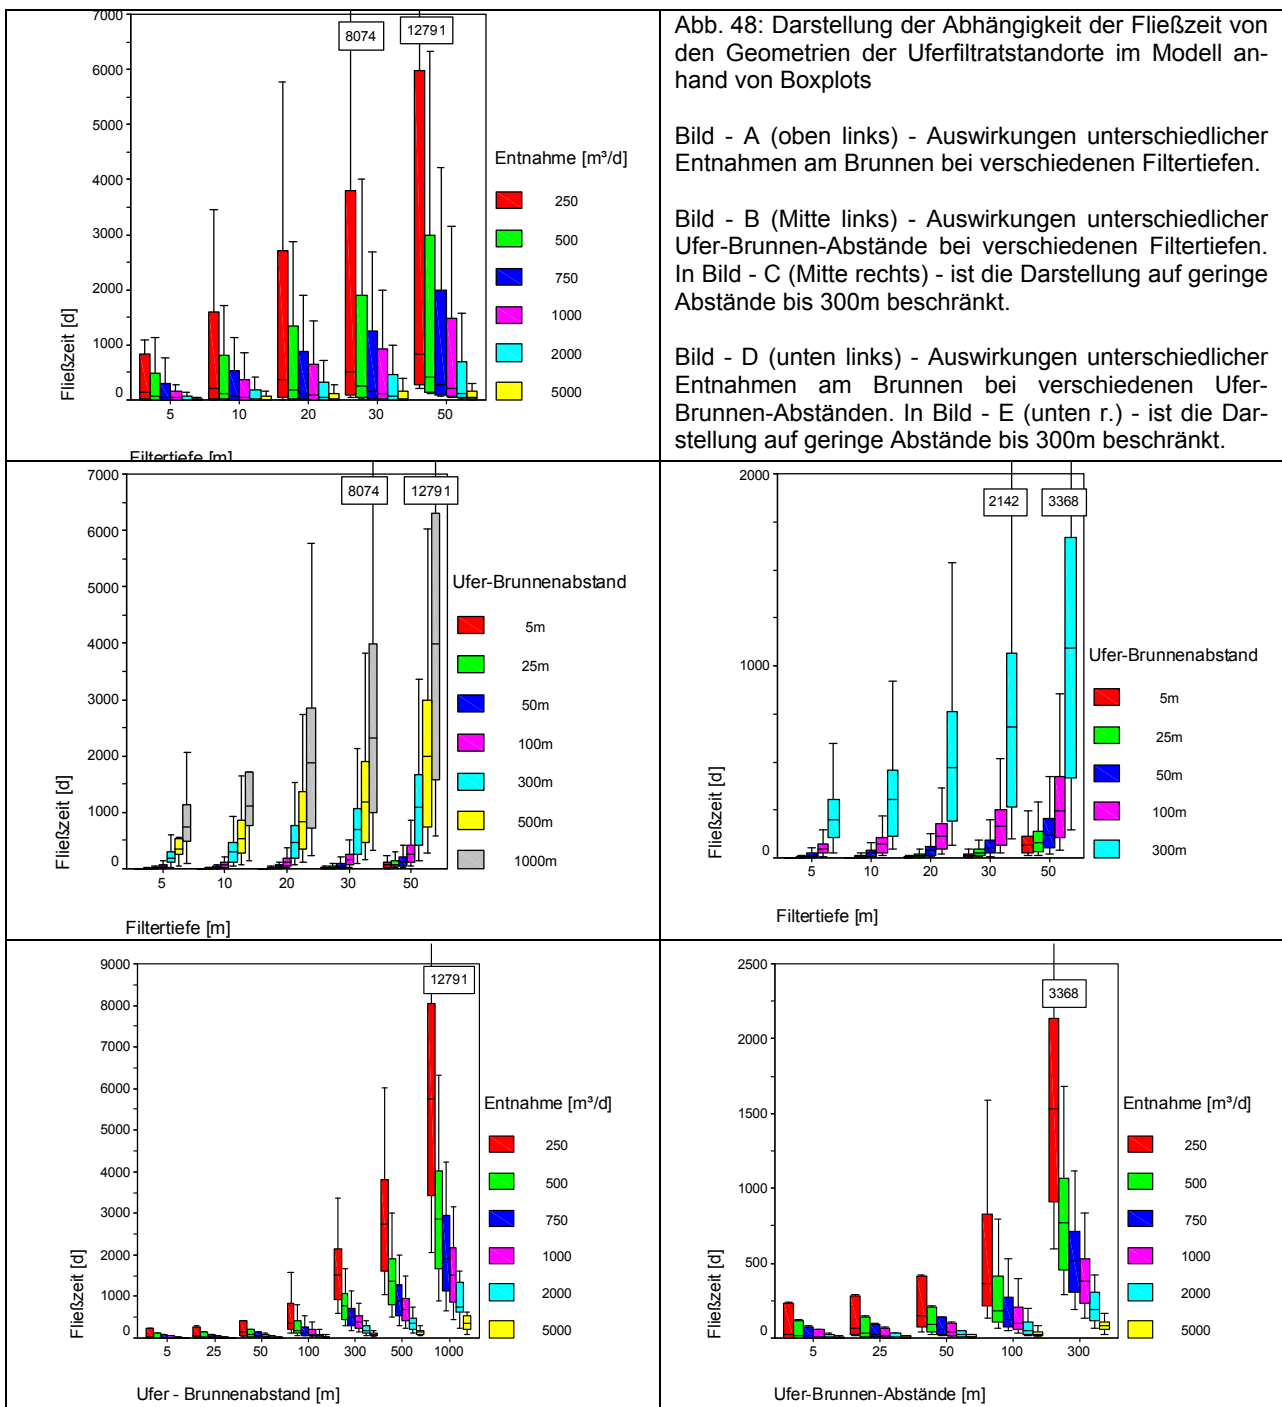 7000
6000
5000
4000
3000
2000
1000
0
Fließzeit [d]
8074
12791
5
10
20
30
50
Filtertiefe [m]
Entnahme [m³/d]
250
500
750
1000
2000
5000
Abb. 48: Darstellung der Abhängigkeit der Fließzeit von
den Geometrien der Uferfiltratstandorte im Modell an-
hand von Boxplots
Bild - A (oben links) - Auswirkungen unterschiedlicher
Entnahmen am Brunnen bei verschiedenen Filtertiefen.
Bild - B (Mitte links) - Auswirkungen unterschiedlicher
Ufer-Brunnen-Abstände bei verschiedenen Filtertiefen.
In Bild - C (Mitte rechts) - ist die Darstellung auf geringe
Abstände bis 300m beschränkt.
Bild - D (unten links) - Auswirkungen unterschiedlicher
Entnahmen am Brunnen bei verschiedenen Ufer-
Brunnen-Abständen. In Bild - E (unten r.) - ist die Dar-
stellung auf geringe Abstände bis 300m beschränkt.
7000
6000
5000
4000
3000
2000
1000
0
Fließzeit [d]
8074
12791
5
10
20
30
50
Filtertiefe [m]
Ufer-Brunnenabstand
5m
25m
50m
100m
300m
500m
1000m
2000
1000
0
Fließzeit [d]
2142
3368
5
10
20
30
50
Filtertiefe [m]
Ufer-Brunnenabstand
5m
25m
50m
100m
300m
9000
8000
7000
6000
5000
4000
3000
2000
1000
0
Fließzeit [d]
12791
5
25
50
100
300
500
1000
Ufer - Brunnenabstand [m]
Entnahme [m³/d]
250
500
750
1000
2000
5000
2500
2000
1500
1000
500
0
Fließzeit [d]
3368
5
25
50
100
300
Ufer-Brunnen-Abstände [m]
Entnahme [m³/d]
250
500
750
1000
2000
5000